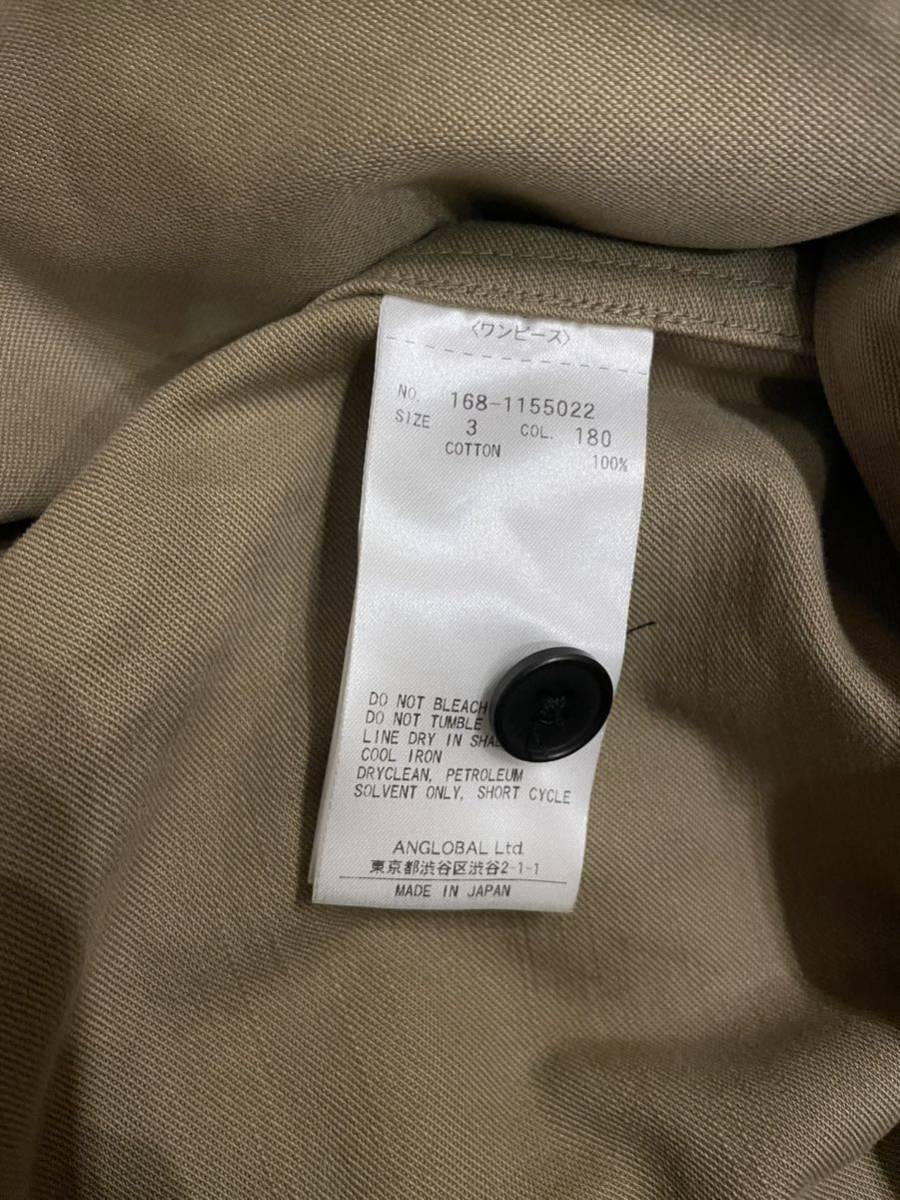 〈ワンピース〉
NO. 168-1155022
SIZE 3 COL. 180
COTTON 100%
DO NOT BLEACH
DO NOT TUMBLE
LINE DRY IN
COOL IRON
DRYCLEAN, PETROLEUM
SOLVENT ONLY, SHORT CYCLE
ANGLOBAL Ltd.
東京都渋谷区渋谷2-1-1
MADE IN JAPAN